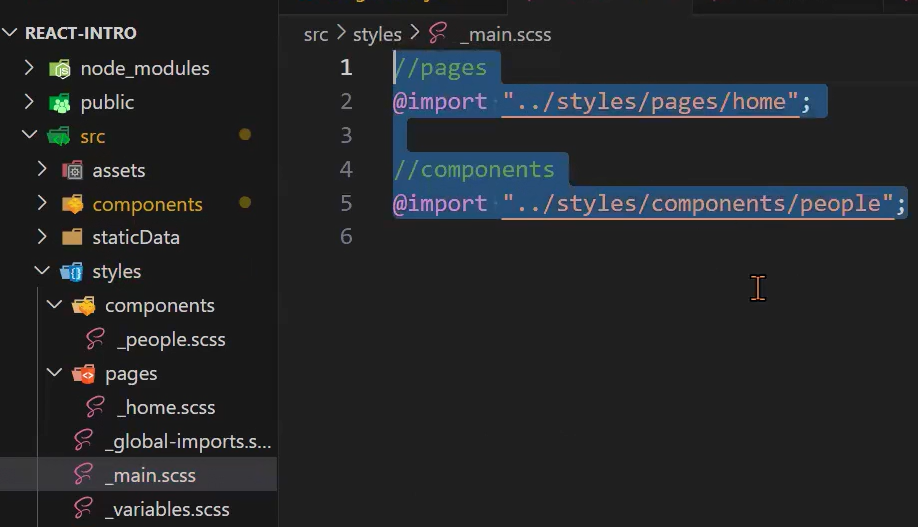 REACT-INTRO
node_modules
public
src
assets
components
staticData
styles
components
_people.scss
pages
_home.scss
_global-imports.s...
_main.scss
_variables.scss
src > styles > _main.scss
1 //pages
2 @import "../styles/pages/home";
3
4 //components
5 @import "../styles/components/people";
6